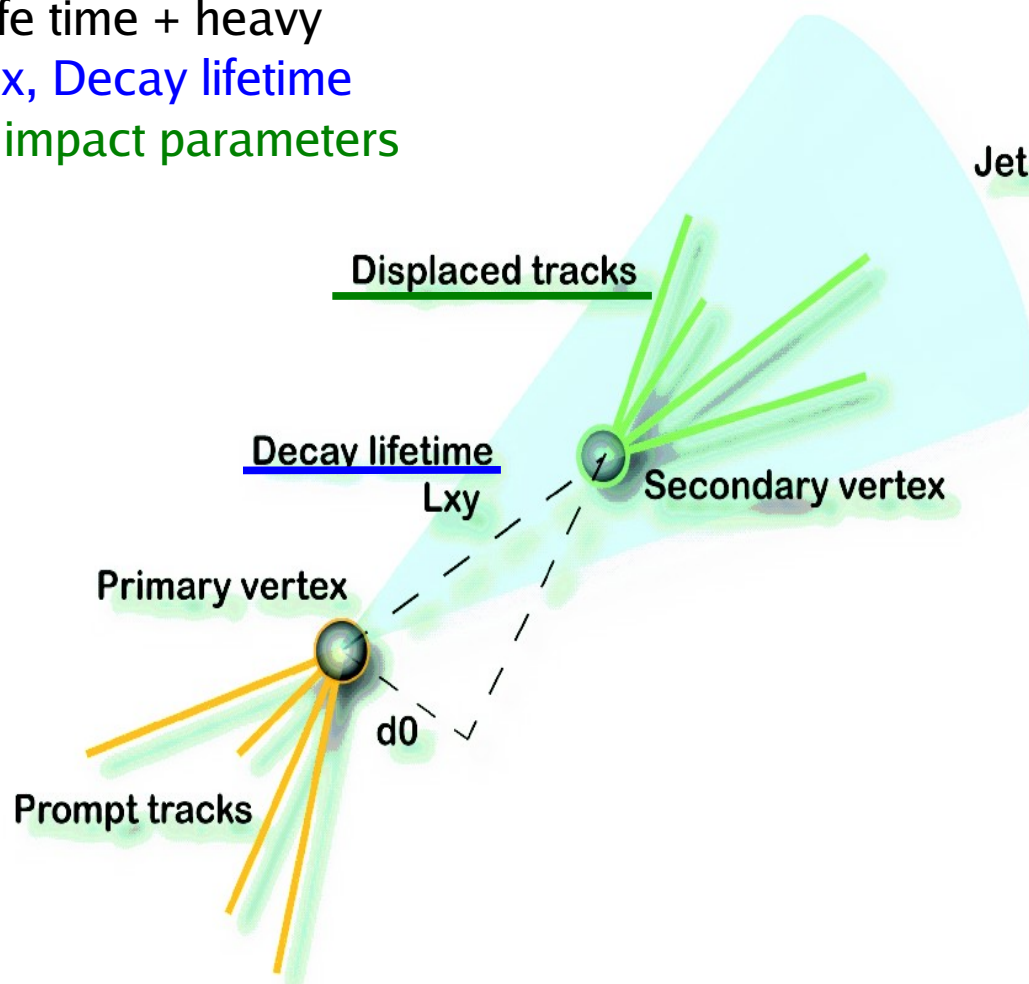 fe time + heavy
x, Decay lifetime
impact parameters
Jet
Displaced tracks
Decay lifetime
Lxy
Secondary vertex
Primary vertex
d0
Prompt tracks